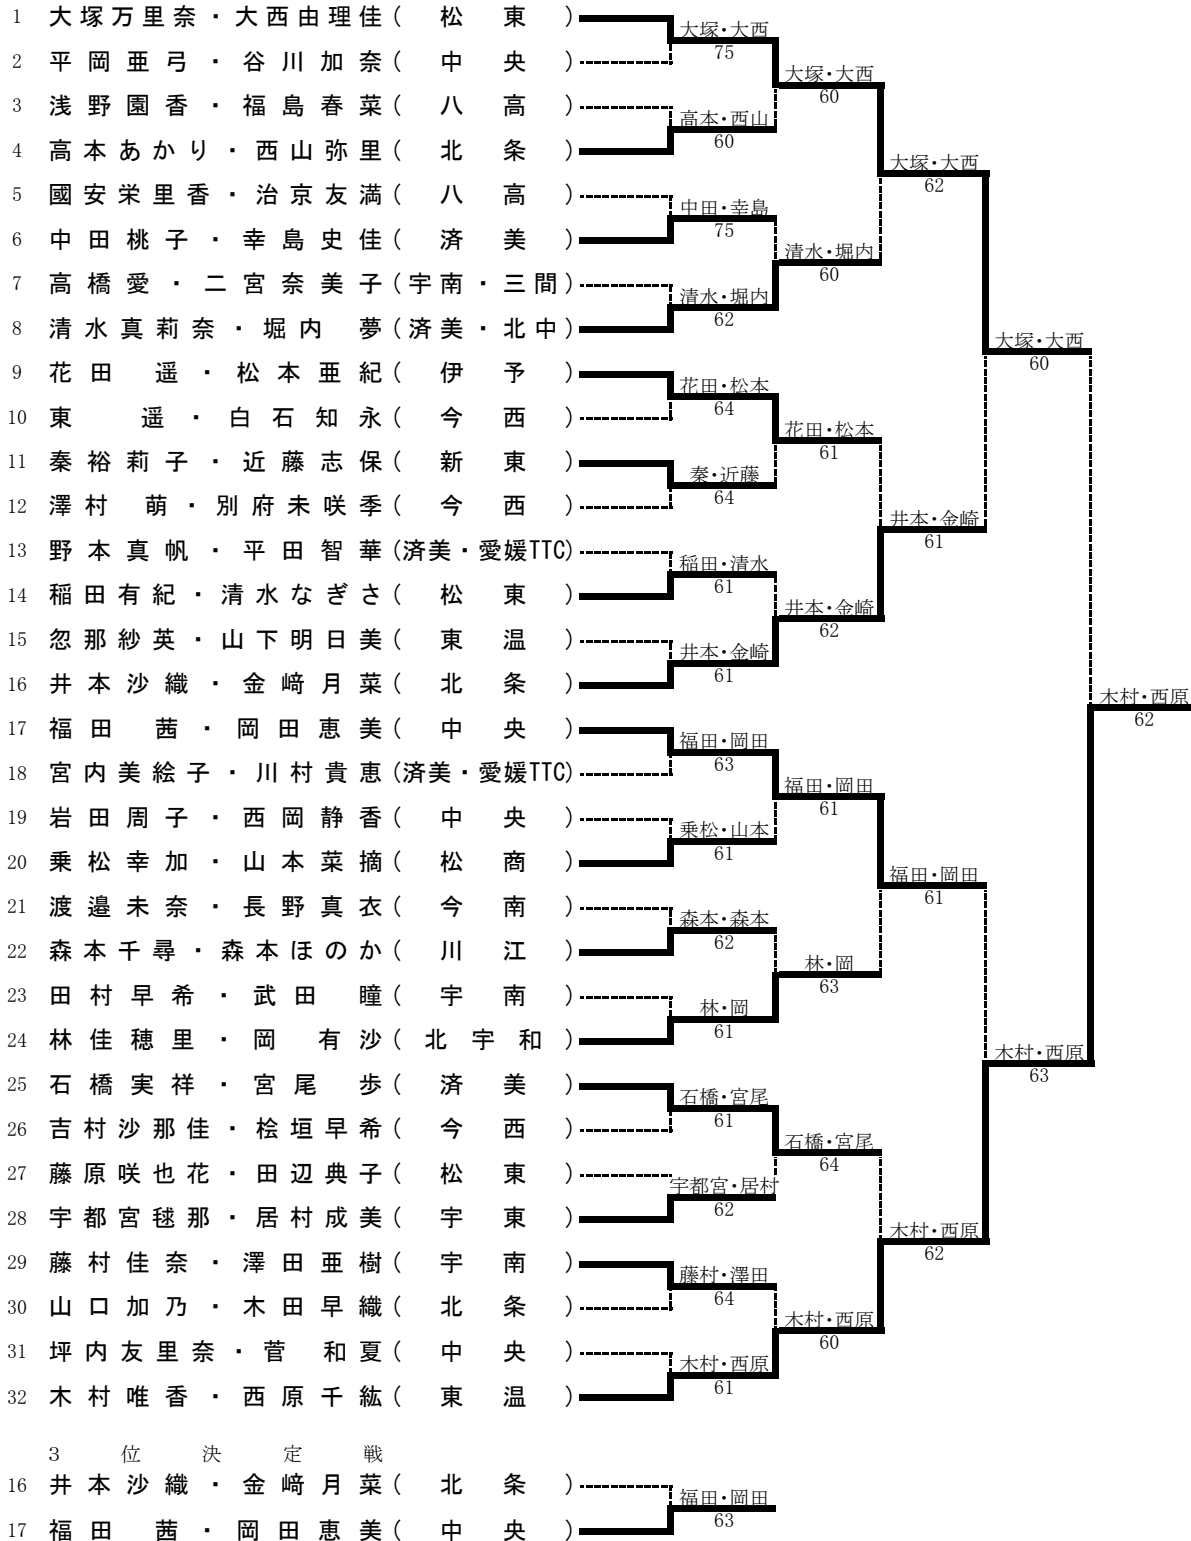 1 大塚万里奈・大西由理佳(松東)
大塚・大西
75
2 平岡亜弓・谷川加奈(中央)
大塚・大西
60
3 浅野園香・福島春菜(八高)
高本・西山
60
4 高本あかり・西山弥里(北条)
大塚・大西
62
5 國安栄里香・治京友満(八高)
中田・幸島
75
6 中田桃子・幸島史佳(済美)
清水・堀内
60
7 高橋愛・二宮奈美子(宇南・三間)
清水・堀内
62
8 清水真莉奈・堀内夢(済美・北中)
大塚・大西
60
9 花田遥・松本亜紀(伊予)
花田・松本
64
10 東遥・白石知永(今西)
花田・松本
61
11 秦裕莉子・近藤志保(新東)
秦・近藤
64
12 澤村萌・別府未咲季(今西)
井本・金崎
61
13 野本真帆・平田智華(済美・愛媛TTC)
稲田・清水
61
14 稲田有紀・清水なぎさ(松東)
井本・金崎
62
15 忽那紗英・山下明日美(東温)
井本・金崎
61
16 井本沙織・金﨑月菜(北条)
木村・西原
62
17 福田茜・岡田恵美(中央)
福田・岡田
63
18 宮内美絵子・川村貴恵(済美・愛媛TTC)
福田・岡田
61
19 岩田周子・西岡静香(中央)
乗松・山本
61
20 乗松幸加・山本菜摘(松商)
福田・岡田
61
21 渡邉未奈・長野真衣(今南)
森本・森本
62
22 森本千尋・森本ほのか(川江)
林・岡
63
23 田村早希・武田瞳(宇南)
林・岡
61
24 林佳穂里・岡有沙(北宇和)
木村・西原
63
25 石橋実祥・宮尾歩(済美)
石橋・宮尾
61
26 吉村沙那佳・桧垣早希(今西)
石橋・宮尾
64
27 藤原咲也花・田辺典子(松東)
宇都宮・居村
62
28 宇都宮毬那・居村成美(宇東)
木村・西原
62
29 藤村佳奈・澤田亜樹(宇南)
藤村・澤田
64
30 山口加乃・木田早織(北条)
木村・西原
60
31 坪内友里奈・菅和夏(中央)
木村・西原
61
32 木村唯香・西原千紘(東温)
3位決定戦
16 井本沙織・金﨑月菜(北条)
福田・岡田
63
17 福田茜・岡田恵美(中央)